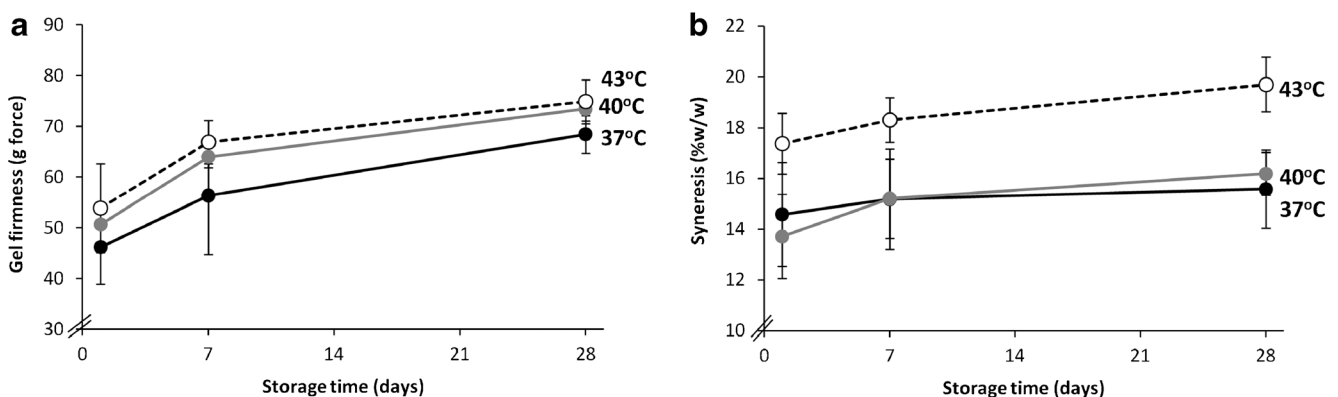 a
Gel firmness (g force)
90
80
70
60
50
40
30
0
7
14
21
28
Storage time (days)
43°C
40°C
37°C
b
Syneresis (%w/w)
22
20
18
16
14
12
10
0
7
14
21
28
Storage time (days)
43°C
40°C
37°C